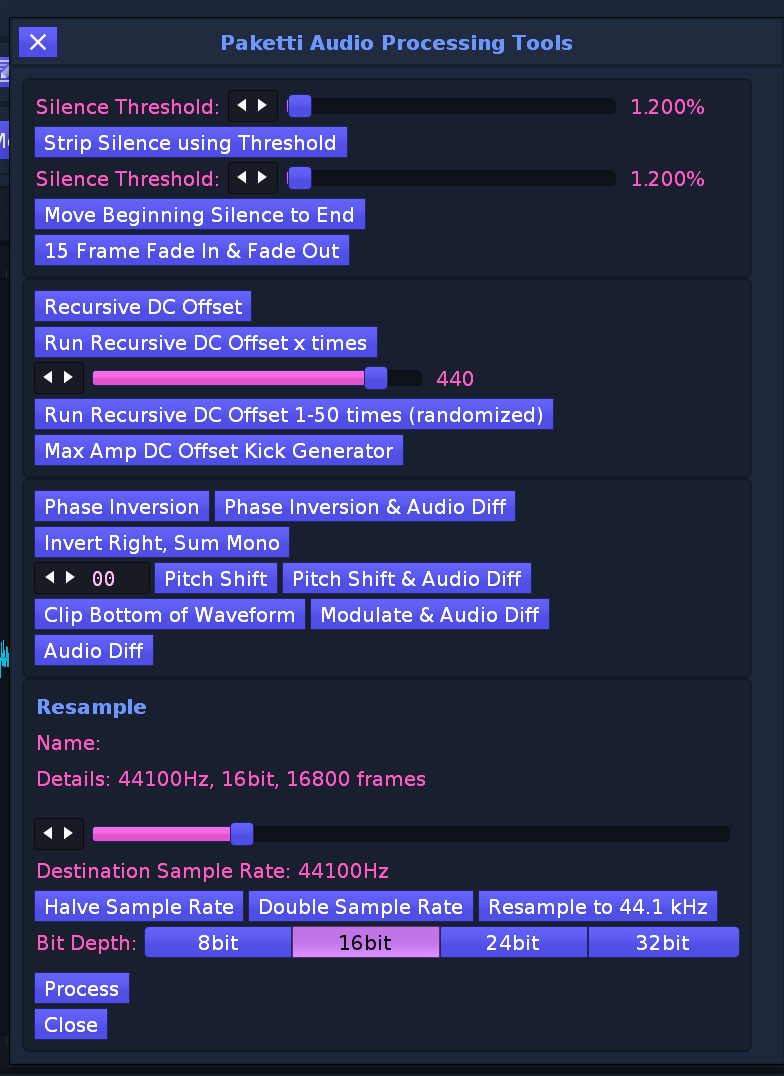 Paketti Audio Processing Tools
Silence Threshold: 1.200%
Strip Silence using Threshold
Silence Threshold: 1.200%
Move Beginning Silence to End
15 Frame Fade In & Fade Out
Recursive DC Offset
Run Recursive DC Offset x times
440
Run Recursive DC Offset 1-50 times (randomized)
Max Amp DC Offset Kick Generator
Phase Inversion Phase Inversion & Audio Diff
Invert Right, Sum Mono
00 Pitch Shift Pitch Shift & Audio Diff
Clip Bottom of Waveform Modulate & Audio Diff
Audio Diff
Resample
Name:
Details: 44100Hz, 16bit, 16800 frames
Destination Sample Rate: 44100Hz
Halve Sample Rate Double Sample Rate Resample to 44.1 kHz
Bit Depth: 8bit 16bit 24bit 32bit
Process
Close